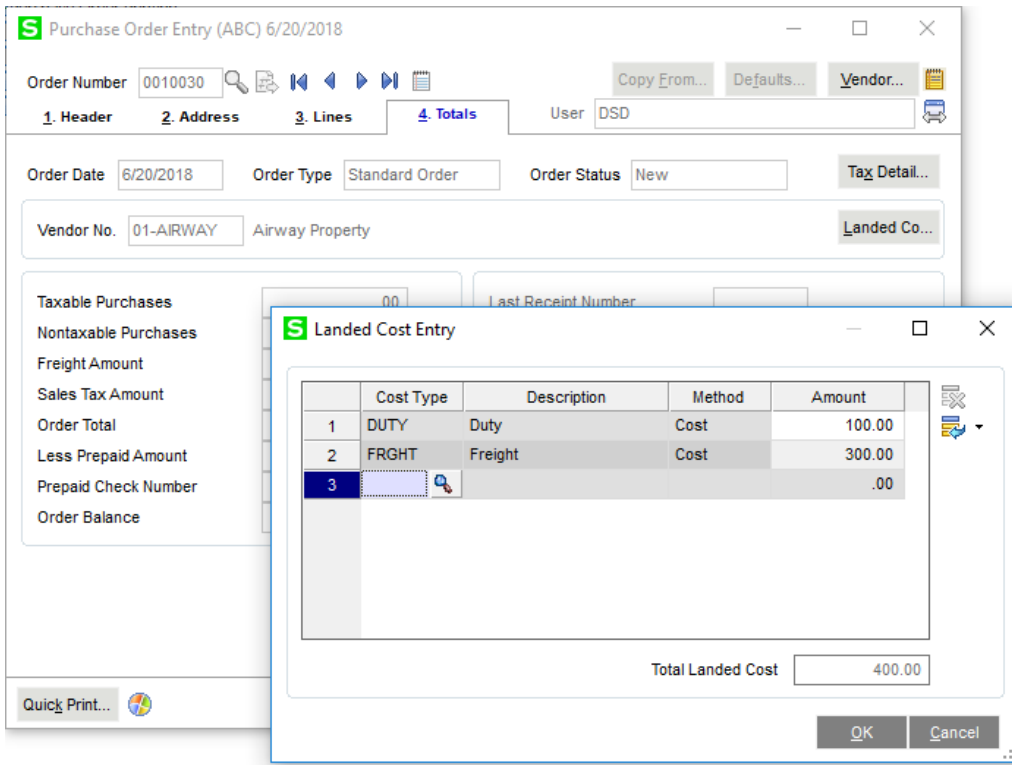 S Purchase Order Entry (ABC) 6/20/2018
Order Number 0010030 Copy From... Defaults... Vendor...
1. Header 2. Address 3. Lines 4. Totals User DSD
Order Date 6/20/2018 Order Type Standard Order Order Status New Tax Detail...
Vendor No. 01-AIRWAY Airway Property Landed Co...
Taxable Purchases .00 Last Receipt Number
Nontaxable Purchases
Freight Amount
Sales Tax Amount
Order Total
Less Prepaid Amount
Prepaid Check Number
Order Balance
Quick Print...
S Landed Cost Entry
Cost Type Description Method Amount
1 DUTY Duty Cost 100.00
2 FRGHT Freight Cost 300.00
3 .00
Total Landed Cost 400.00
OK Cancel